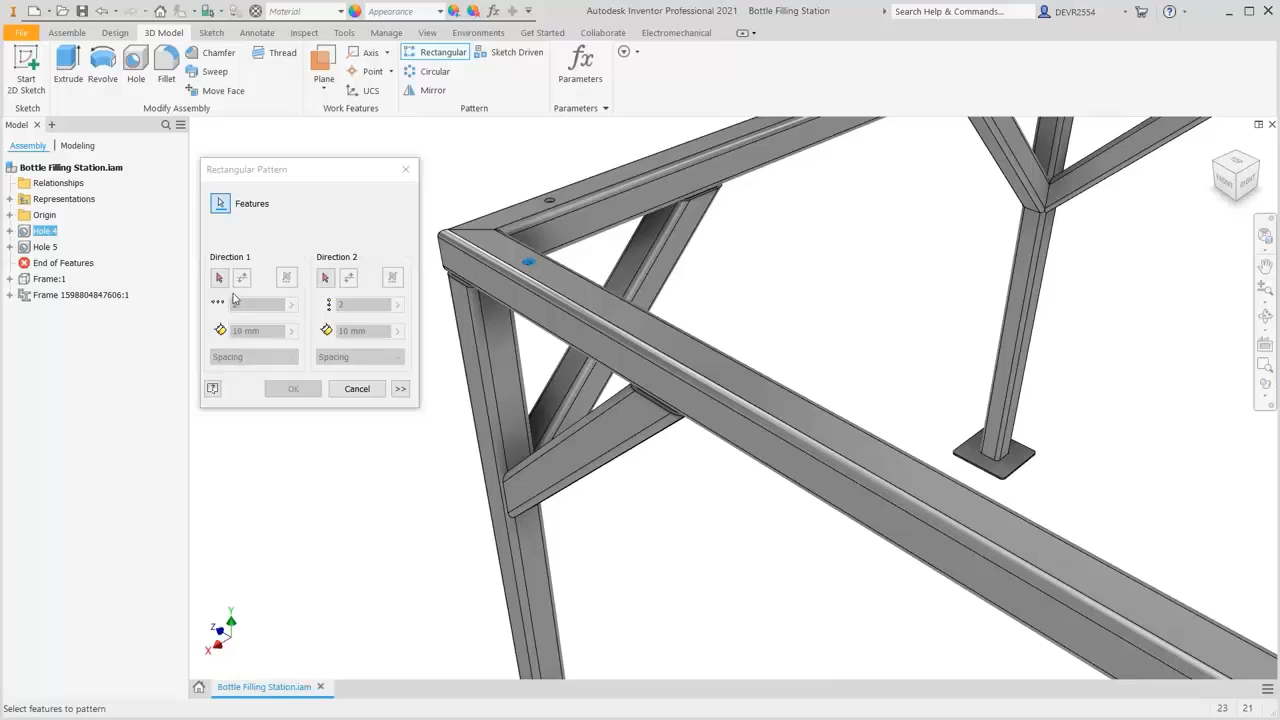 Material
Appearance
Autodesk Inventor Professional 2021 Bottle Filling Station
Search Help & Commands...
DEVR2554
File
Assembly
Design
3D Model
Sketch
Annotate
Inspect
Tools
Manage
View
Environments
Get Started
Collaborate
Electromechanical
Start
2D Sketch
Extrude
Revolve
Hole
Fillet
Chamfer
Sweep
Move Face
Thread
Plane
Axis
Point
UCS
Rectangular
Circular
Mirror
Sketch Driven
fx
Parameters
Sketch
Modify Assembly
Work Features
Pattern
Parameters
Model
Assembly
Modeling
Bottle Filling Station.iam
Relationships
Representations
Origin
Hole 4
Hole 5
End of Features
Frame:1
Frame 1598804847606:1
Rectangular Pattern
Features
Direction 1
Direction 2
2
10 mm
10 mm
Spacing
Spacing
OK
Cancel
>>
TOP
FRONT
RIGHT
Y
Z
X
Bottle Filling Station.iam
Select features to pattern
23
21